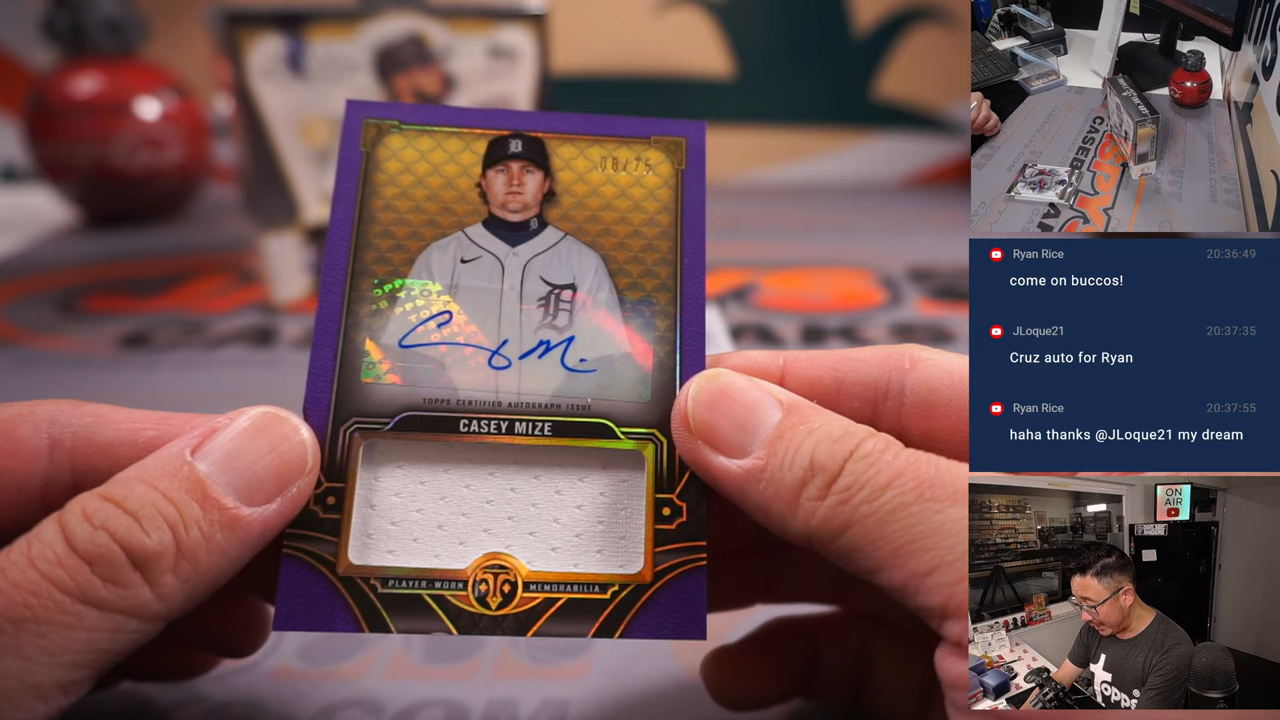 08/75
TOPPS CERTIFIED AUTOGRAPH ISSUE
CASEY MIZE
PLAYER-WORN MEMORABILIA
Ryan Rice 20:36:49
come on buccos!
JLoque21 20:37:35
Cruz auto for Ryan
Ryan Rice 20:37:55
haha thanks @JLoque21 my dream
ON
AIR
topps